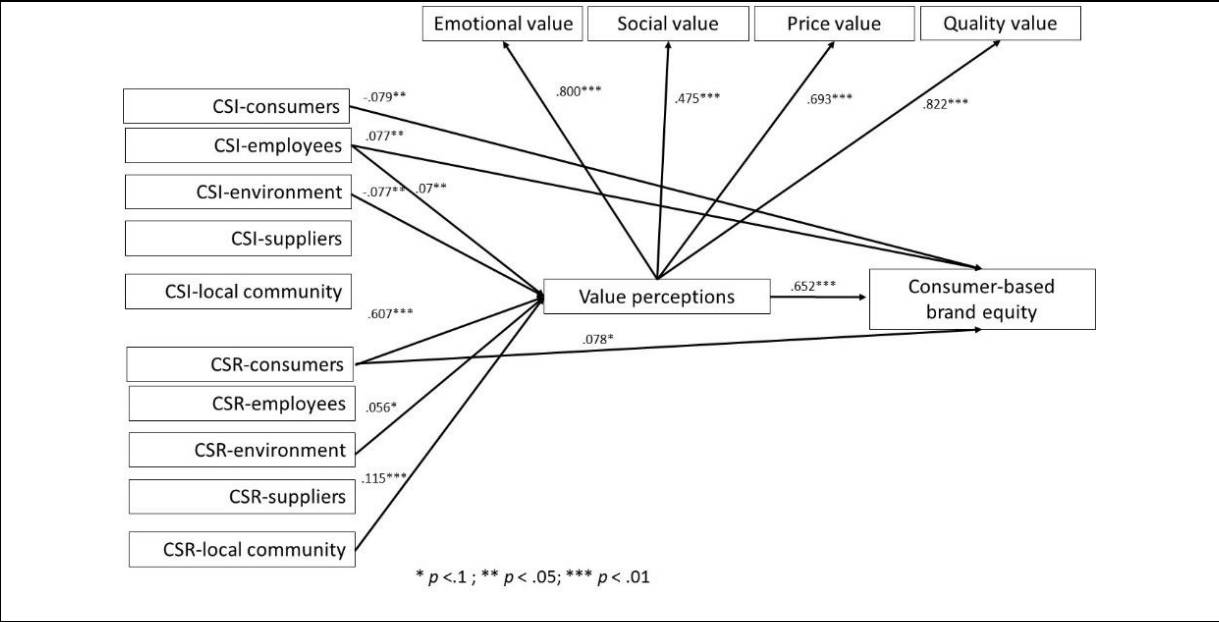 Emotional value
Social value
Price value
Quality value
.800***
.475***
.693***
.822***
CSI-consumers
-.079**
CSI-employees
.077**
CSI-environment
-.077**
.07**
CSI-suppliers
CSI-local community
Value perceptions
.652***
Consumer-based
brand equity
.607***
.078*
CSR-consumers
CSR-employees
.056*
CSR-environment
.115***
CSR-suppliers
CSR-local community
* p <.1 ; ** p < .05; *** p < .01